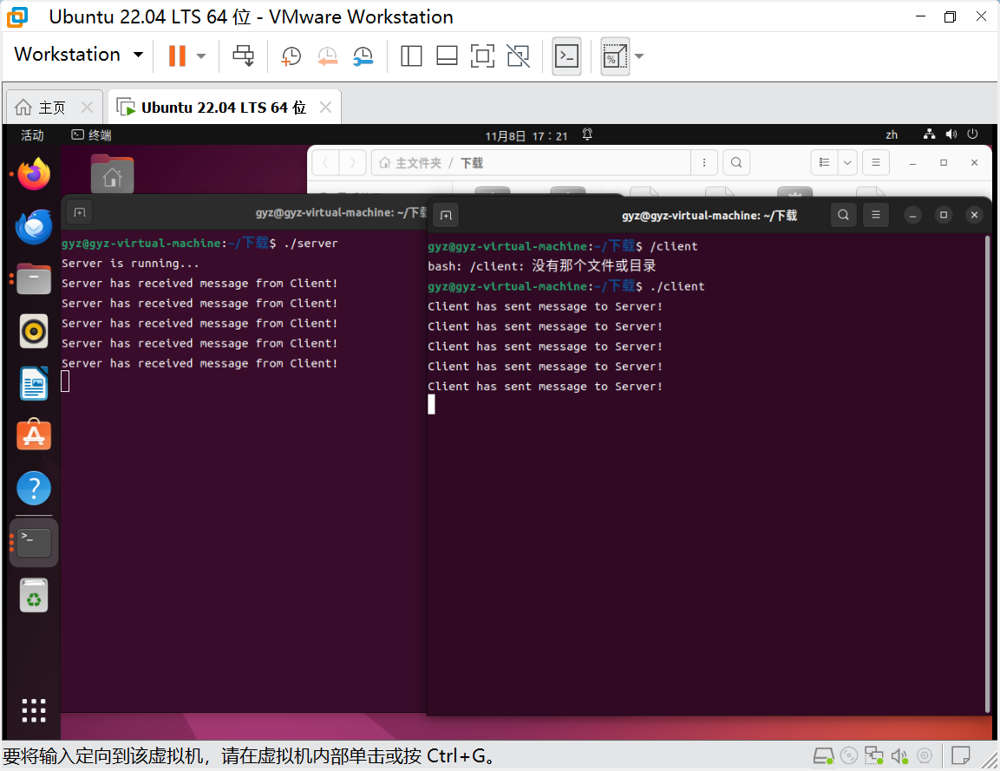 Ubuntu 22.04 LTS 64 位 - VMware Workstation
Workstation
主页
Ubuntu 22.04 LTS 64 位
活动
终端
11月8日 17：21
zh
主文件夹 / 下载
gyz@gyz-virtual-machine: ~/下载
gyz@gyz-virtual-machine:~/下载$ ./server
Server is running...
Server has received message from Client!
Server has received message from Client!
Server has received message from Client!
Server has received message from Client!
Server has received message from Client!
gyz@gyz-virtual-machine: ~/下载
gyz@gyz-virtual-machine:~/下载$ /client
bash: /client: 没有那个文件或目录
gyz@gyz-virtual-machine:~/下载$ ./client
Client has sent message to Server!
Client has sent message to Server!
Client has sent message to Server!
Client has sent message to Server!
Client has sent message to Server!
要将输入定向到该虚拟机，请在虚拟机内部单击或按 Ctrl+G。